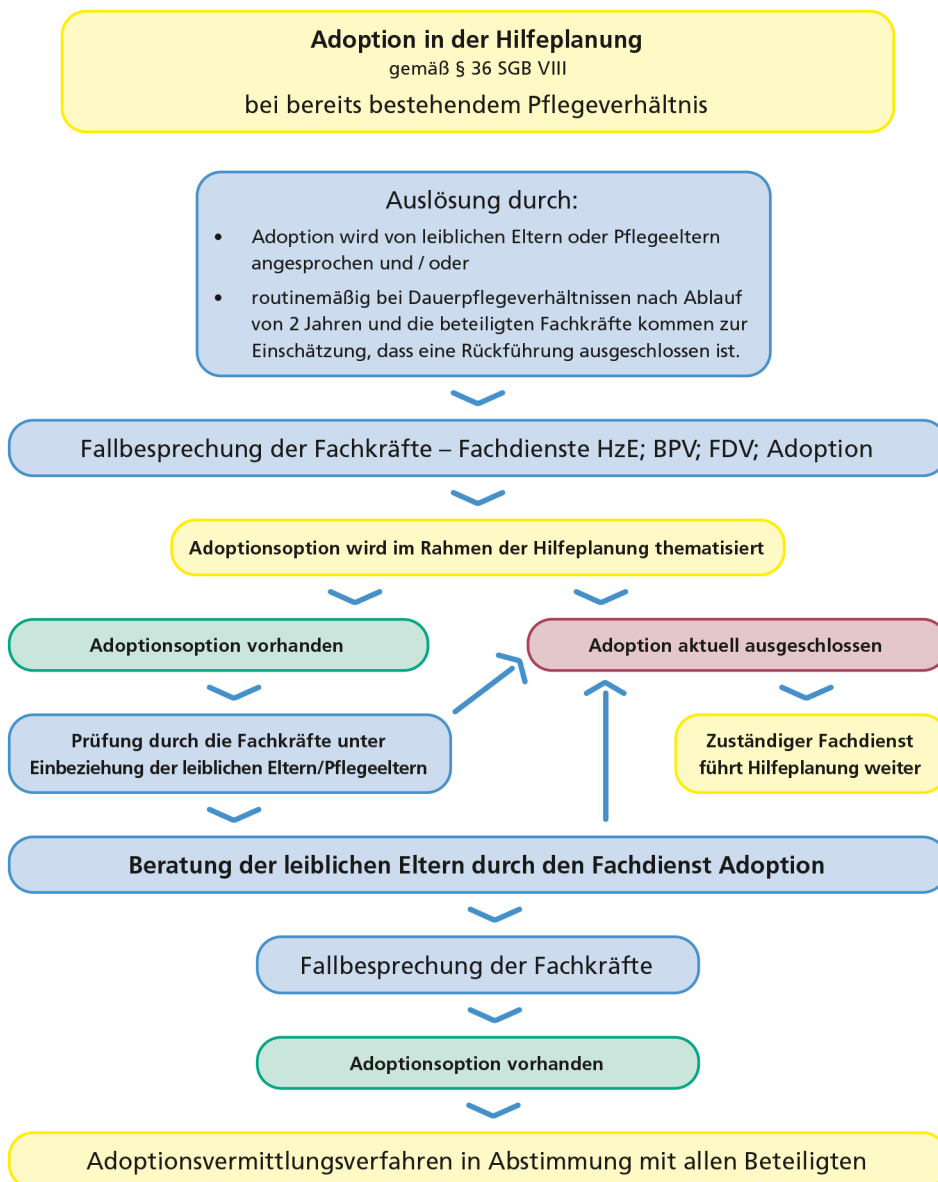 Adoption in der Hilfeplanung
gemäß § 36 SGB VIII
bei bereits bestehendem Pflegeverhältnis
Auslösung durch:
• Adoption wird von leiblichen Eltern oder Pflegeeltern
angesprochen und / oder
• routinemäßig bei Dauerpflegeverhältnissen nach Ablauf
von 2 Jahren und die beteiligten Fachkräfte kommen zur
Einschätzung, dass eine Rückführung ausgeschlossen ist.
Fallbesprechung der Fachkräfte – Fachdienste HzE; BPV; FDV; Adoption
Adoptionsoption wird im Rahmen der Hilfeplanung thematisiert
Adoptionsoption vorhanden
Adoption aktuell ausgeschlossen
Prüfung durch die Fachkräfte unter
Einbeziehung der leiblichen Eltern/Pflegeeltern
Zuständiger Fachdienst
führt Hilfeplanung weiter
Beratung der leiblichen Eltern durch den Fachdienst Adoption
Fallbesprechung der Fachkräfte
Adoptionsoption vorhanden
Adoptionsvermittlungsverfahren in Abstimmung mit allen Beteiligten